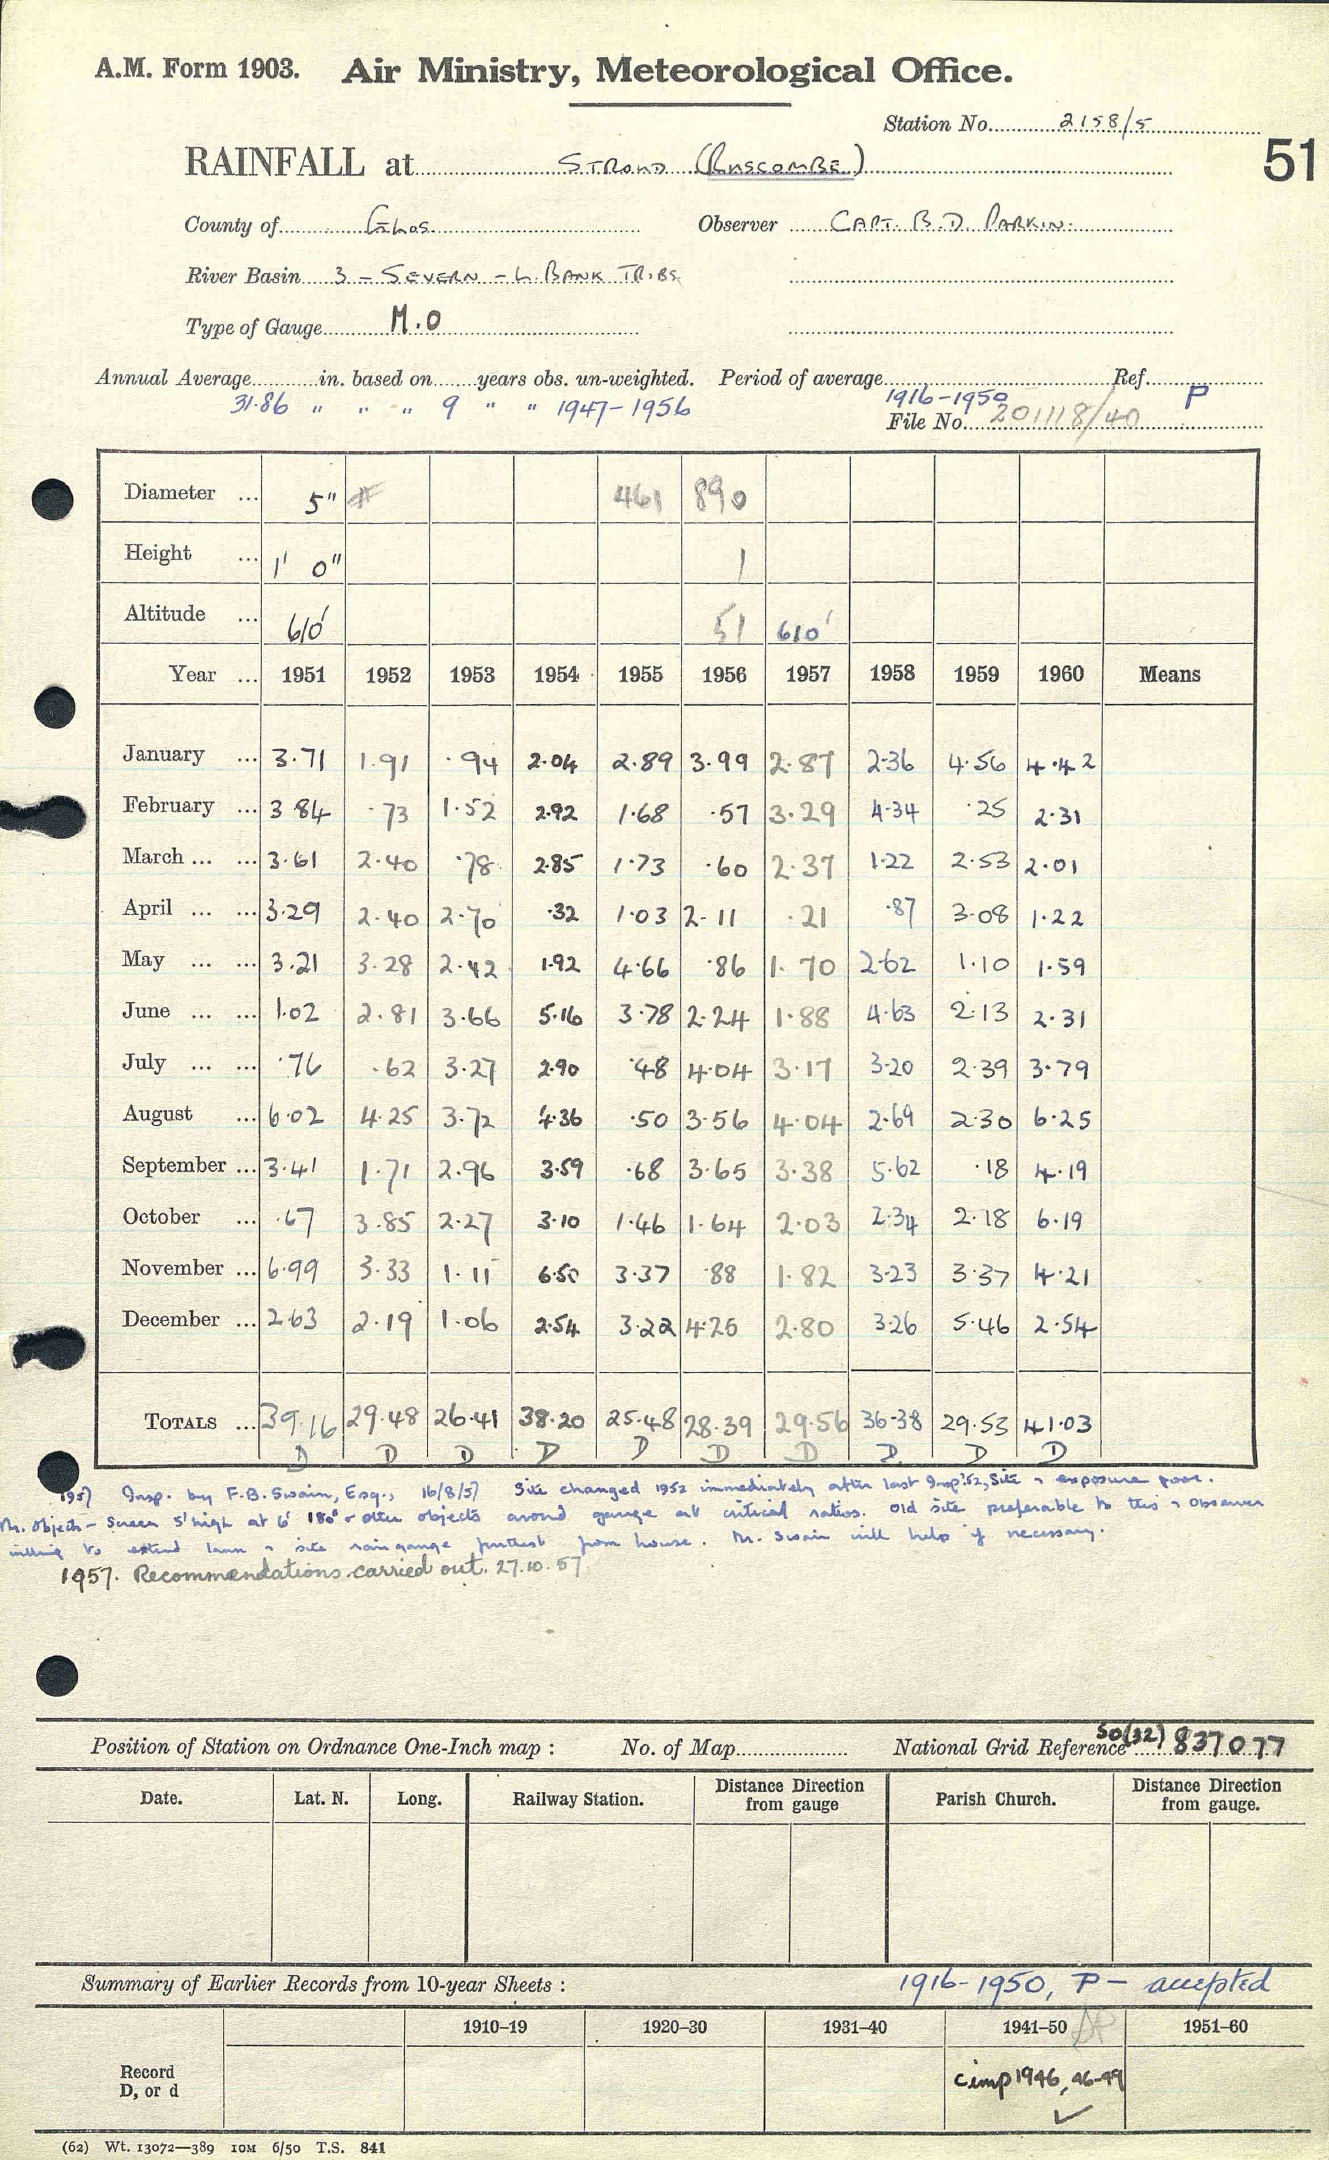 A.M. Form 1903. Air Ministry, Meteorological Office.
Station No. 2158/5
51
RAINFALL at STROUD (RUSCOMBE)
County of Glos. Observer CAPT. B.D. PARKIN.
River Basin 3 - SEVERN - L. BANK TRIBS
Type of Gauge M.O
Annual Average in. based on years obs. un-weighted. Period of average Ref.
31.86 " " " 9 " " 1947-1956 1916-1950 P
File No. 201118/40
Diameter ... 5" 461 890
Height ... 1' 0" 1
Altitude ... 610' 51 610'
Year ... 1951 1952 1953 1954 1955 1956 1957 1958 1959 1960 Means
January ... 3.71 1.91 .94 2.04 2.89 3.99 2.87 2.36 4.56 4.42
February ... 3 84 .73 1.52 2.92 1.68 .57 3.29 4.34 .25 2.31
March ... ... 3.61 2.40 .78 2.85 1.73 .60 2.37 1.22 2.53 2.01
April ... ... 3.29 2.40 2.70 .32 1.03 2.11 .21 .87 3.08 1.22
May ... ... 3.21 3.28 2.42 1.92 4.66 .86 1.70 2.62 1.10 1.59
June ... ... 1.02 2.81 3.66 5.16 3.78 2.24 1.88 4.63 2.13 2.31
July ... ... .76 .62 3.27 2.90 .48 4.04 3.17 3.20 2.39 3.79
August ... 6.02 4.25 3.72 4.36 .50 3.56 4.04 2.69 2.30 6.25
September ... 3.41 1.71 2.96 3.59 .68 3.65 3.38 5.62 .18 4.19
October ... .67 3.85 2.27 3.10 1.46 1.64 2.03 2.34 2.18 6.19
November ... 6.99 3.33 1.11 6.50 3.37 .88 1.82 3.23 3.37 4.21
December ... 2.63 2.19 1.06 2.54 3.22 4.25 2.80 3.26 5.46 2.54
TOTALS ... 39.16 29.48 26.41 38.20 25.48 28.39 29.56 36.38 29.53 41.03
D D D D D D D D D D
1957 Insp. by F.B. Swain, Esq., 16/8/57 Site changed 1952 immediately after last Insp. '52, Site & exposure poor.
Mr. objects - Screen 5' high at 6' 180° & other objects around gauge at critical ratios. Old site preferable to this & observer
willing to extend lawn & site raingauge furthest from house. Mr. Swain will help if necessary.
1957. Recommendations carried out. 27.10.57
Position of Station on Ordnance One-Inch map : No. of Map National Grid Reference SO(32) 837077
Date. Lat. N. Long. Railway Station. Distance Direction from gauge Parish Church. Distance Direction from gauge.
Summary of Earlier Records from 10-year Sheets : 1916-1950, P - accepted
1910–19 1920–30 1931–40 1941–50 1951–60
Record
D, or d
cimp 1946, 46-49
(62) Wt. 13072—389 10M 6/50 T.S. 841